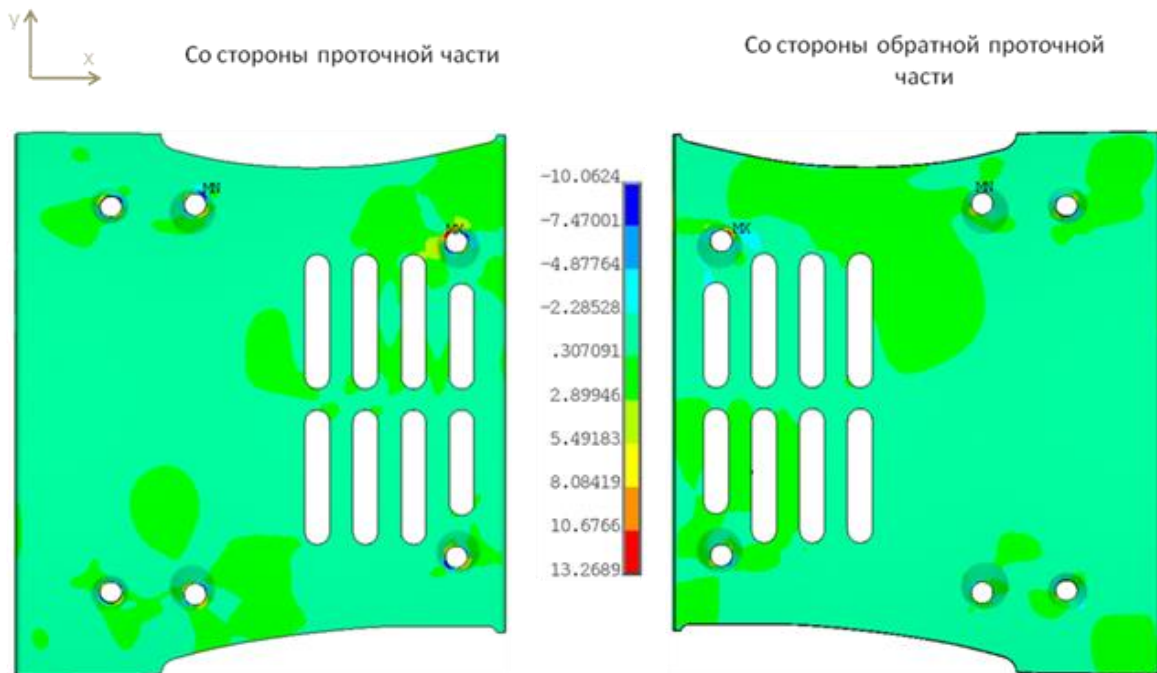 y
x
Со стороны проточной части
Со стороны обратной проточной
части
-10.0624
-7.47001
-4.87764
-2.28528
.307091
2.89946
5.49183
8.08419
10.6766
13.2689
MN
MX
MN
MX